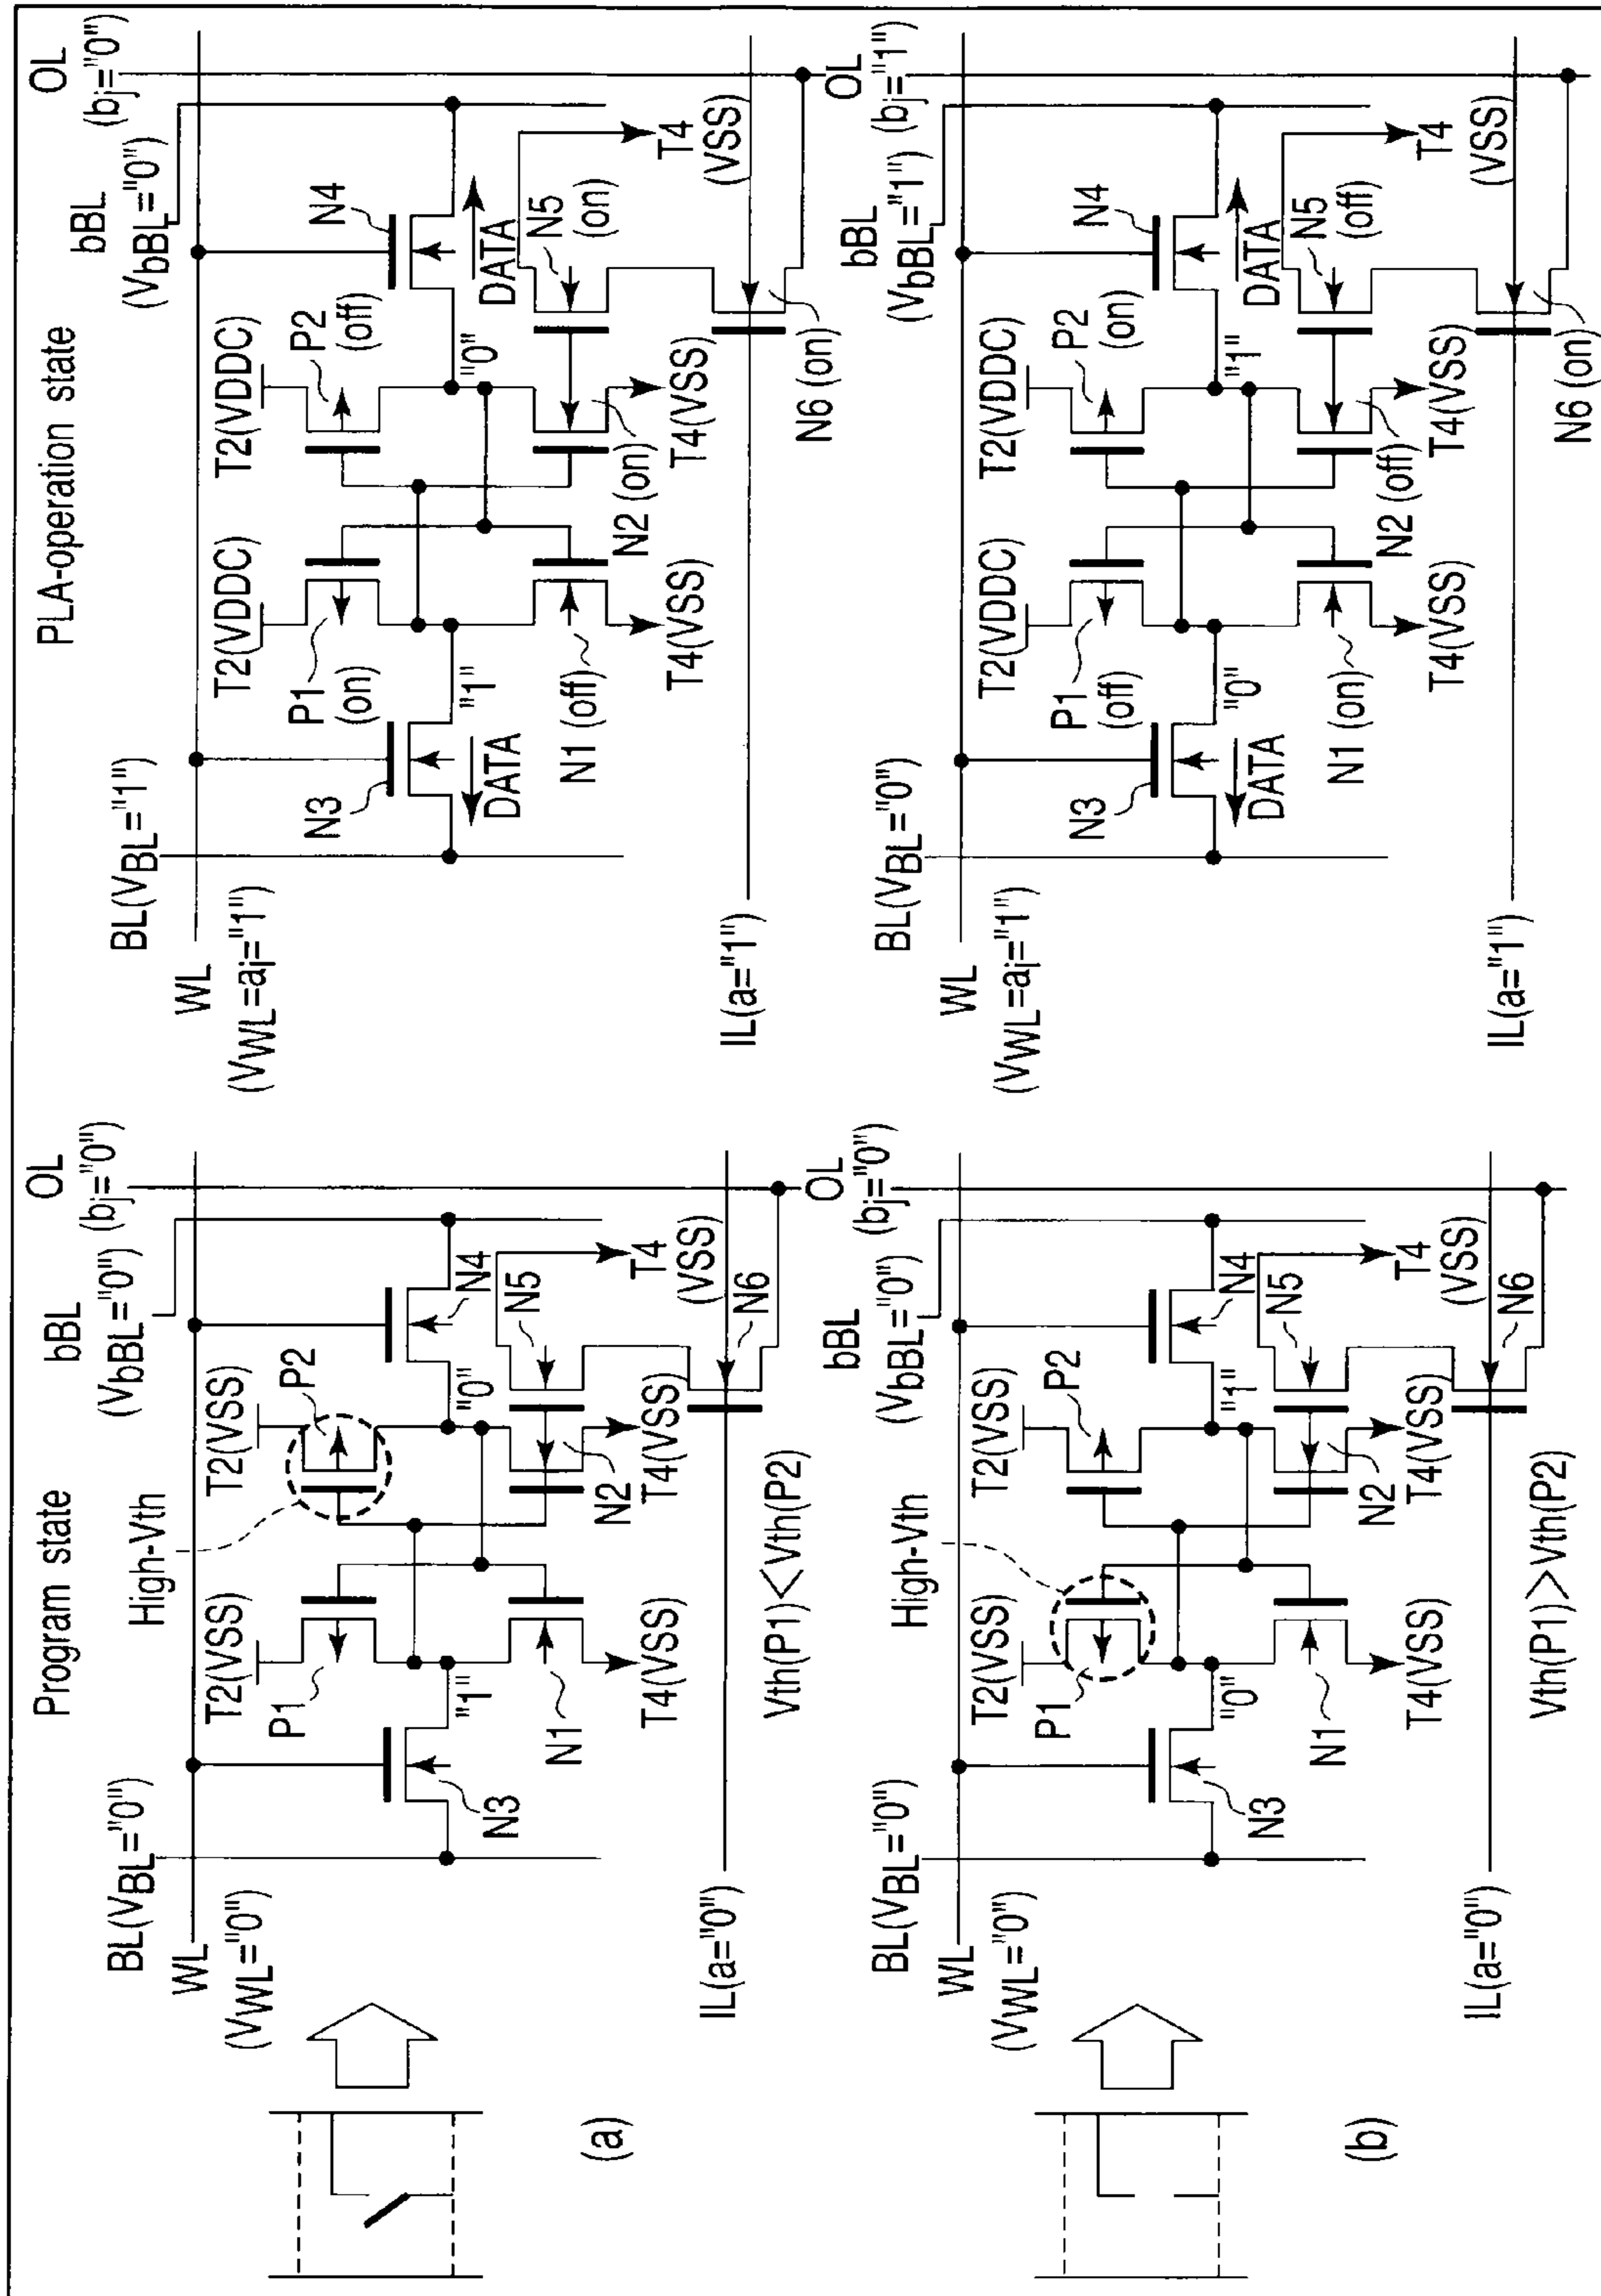 Program state
PLA-operation state
(a)
BL(VBL="0")
WL
(VWL="0")
IL(a="0")
High-Vth
T2(VSS)
T2(VSS)
P1
P2
N3
"1"
"0"
N4
N1
N2
N5
N6
T4(VSS)
T4(VSS)
T4
(VSS)
bBL
(VbBL="0")
OL
(bj="0")
Vth(P1)<Vth(P2)
BL(VBL="1")
WL
(VWL=ai="1")
IL(a="1")
T2(VDDC)
T2(VDDC)
P1
(on)
P2
(off)
N3
"1"
"0"
N4
DATA
DATA
N1 (off)
N2 (on)
N5
(on)
N6 (on)
T4(VSS)
T4(VSS)
T4
(VSS)
bBL
(VbBL="0")
OL
(bj="0")
(b)
BL(VBL="0")
WL
(VWL="0")
IL(a="0")
High-Vth
T2(VSS)
T2(VSS)
P1
P2
N3
"0"
"1"
N4
N1
N2
N5
N6
T4(VSS)
T4(VSS)
T4
(VSS)
bBL
(VbBL="0")
OL
(bj="0")
Vth(P1)>Vth(P2)
BL(VBL="0")
WL
(VWL=ai="1")
IL(a="1")
T2(VDDC)
T2(VDDC)
P1
(off)
P2
(on)
N3
"0"
"1"
N4
DATA
DATA
N1 (on)
N2 (off)
N5
(off)
N6 (on)
T4(VSS)
T4(VSS)
T4
(VSS)
bBL
(VbBL="1")
OL
(bj="1")